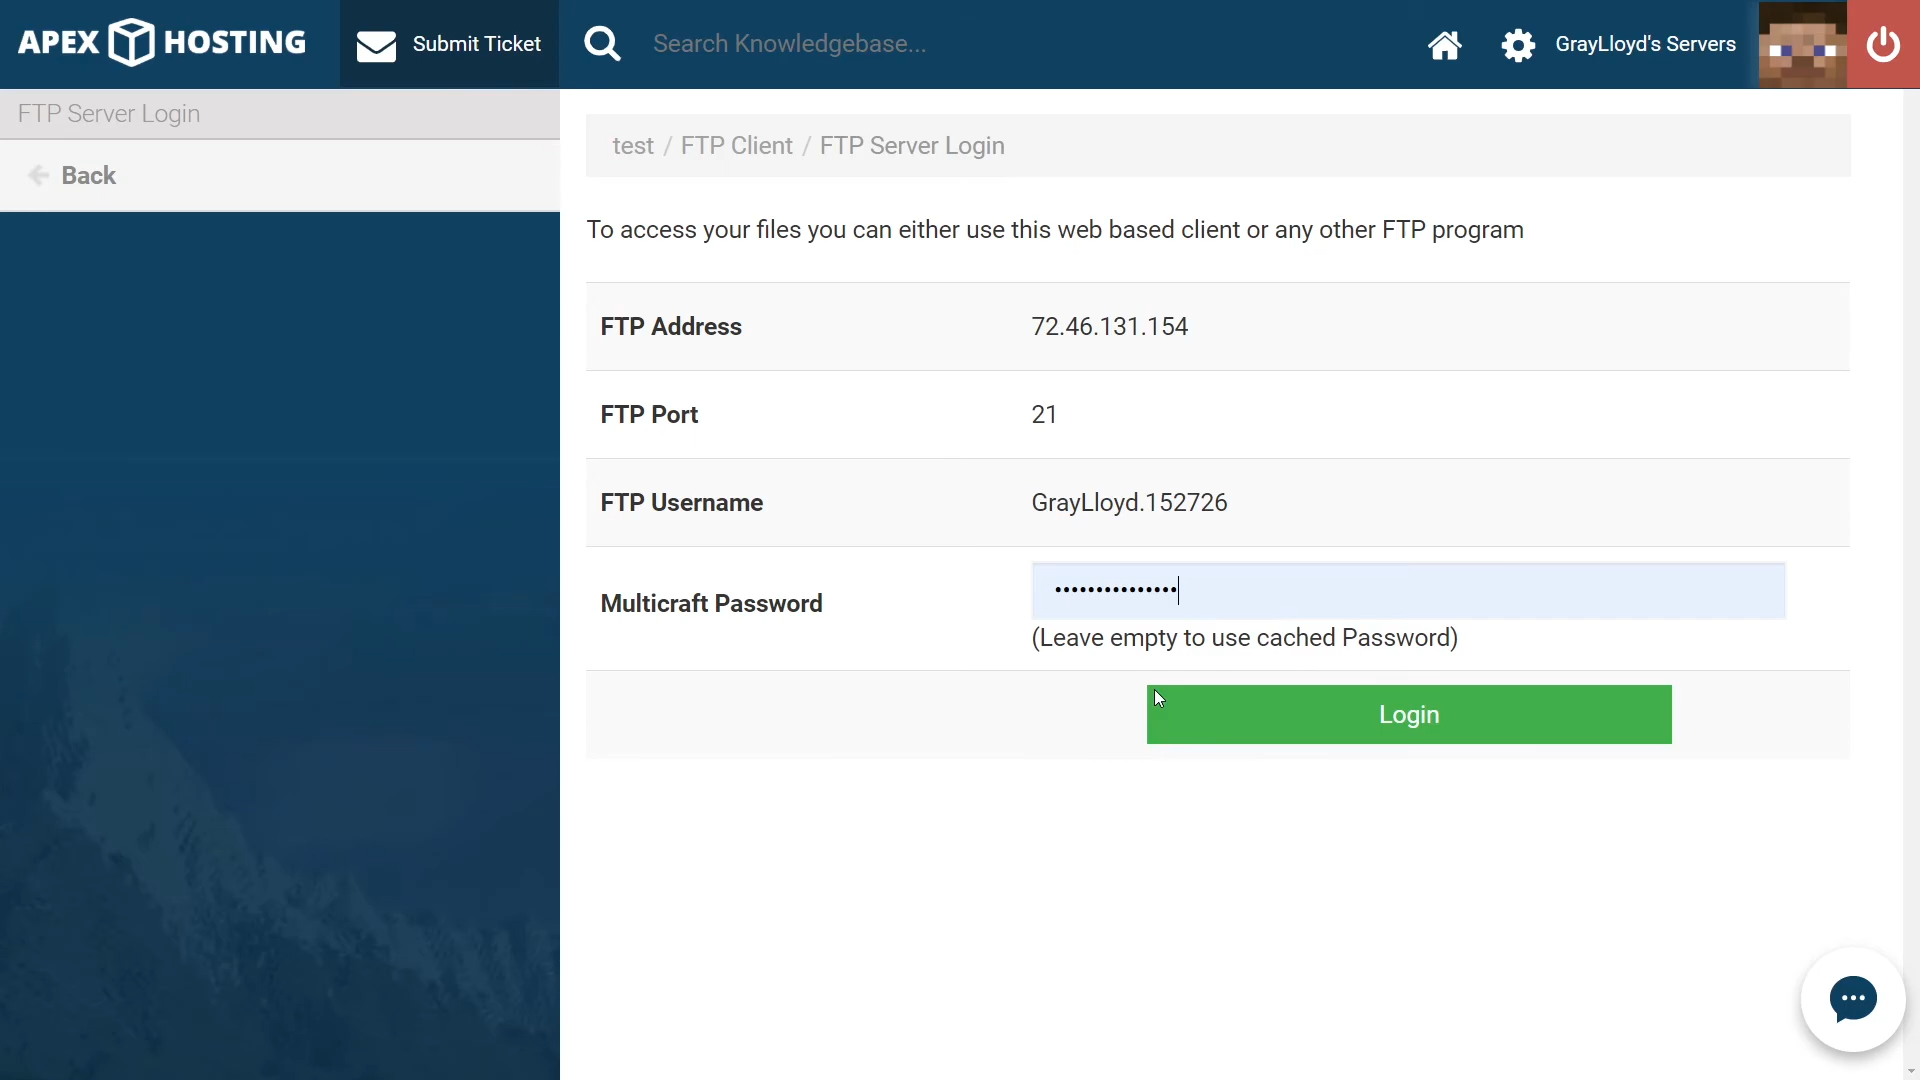 APEX HOSTING
Submit Ticket
Search Knowledgebase...
GrayLloyd's Servers
FTP Server Login
Back
test / FTP Client / FTP Server Login
To access your files you can either use this web based client or any other FTP program
FTP Address 72.46.131.154
FTP Port 21
FTP Username GrayLloyd.152726
Multicraft Password •••••••••••••••
(Leave empty to use cached Password)
Login